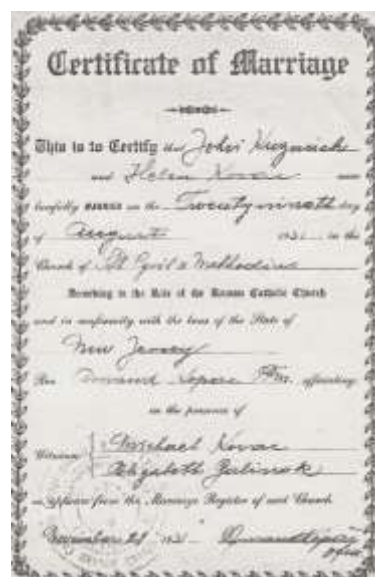 Certificate of Marriage
This is to Certify that John
and Helen Kovac were
lawfully married on the Twenty ninth day
of August 1931 in the
Church of St Cyril & Methodius
According to the Rite of the Roman Catholic Church
and in conformity with the laws of the State of
New Jersey
Rev. officiating
in the presence of
Witnesses Michael Kovac
Elizabeth
as appears from the Marriage Register of said Church.
November 1931